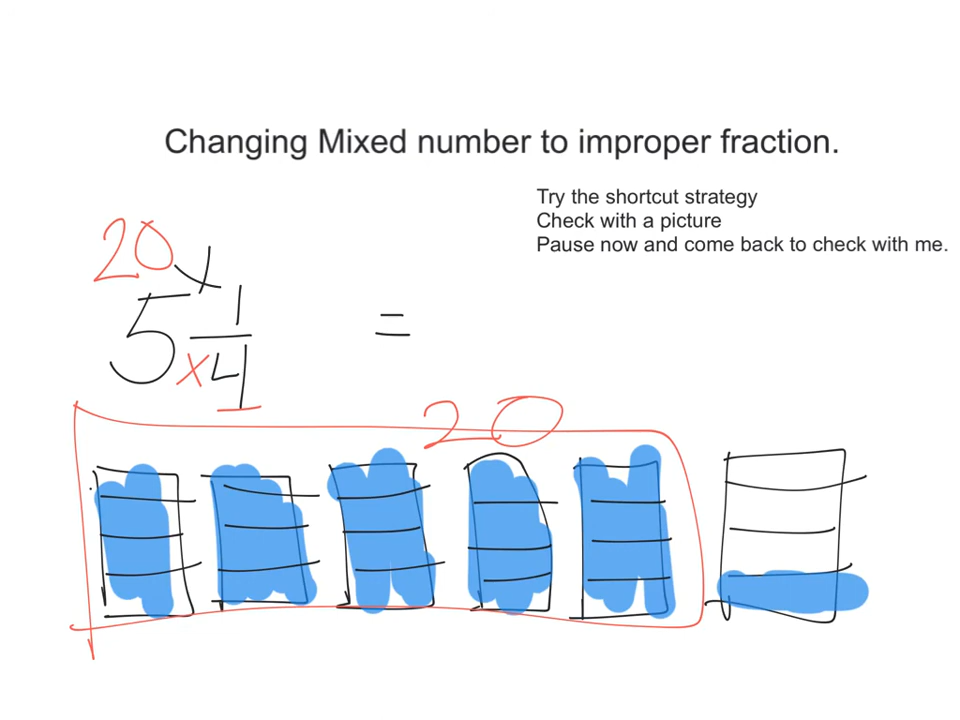 Changing Mixed number to improper fraction.
Try the shortcut strategy
Check with a picture
Pause now and come back to check with me.
20
5 1/4 =
x
20